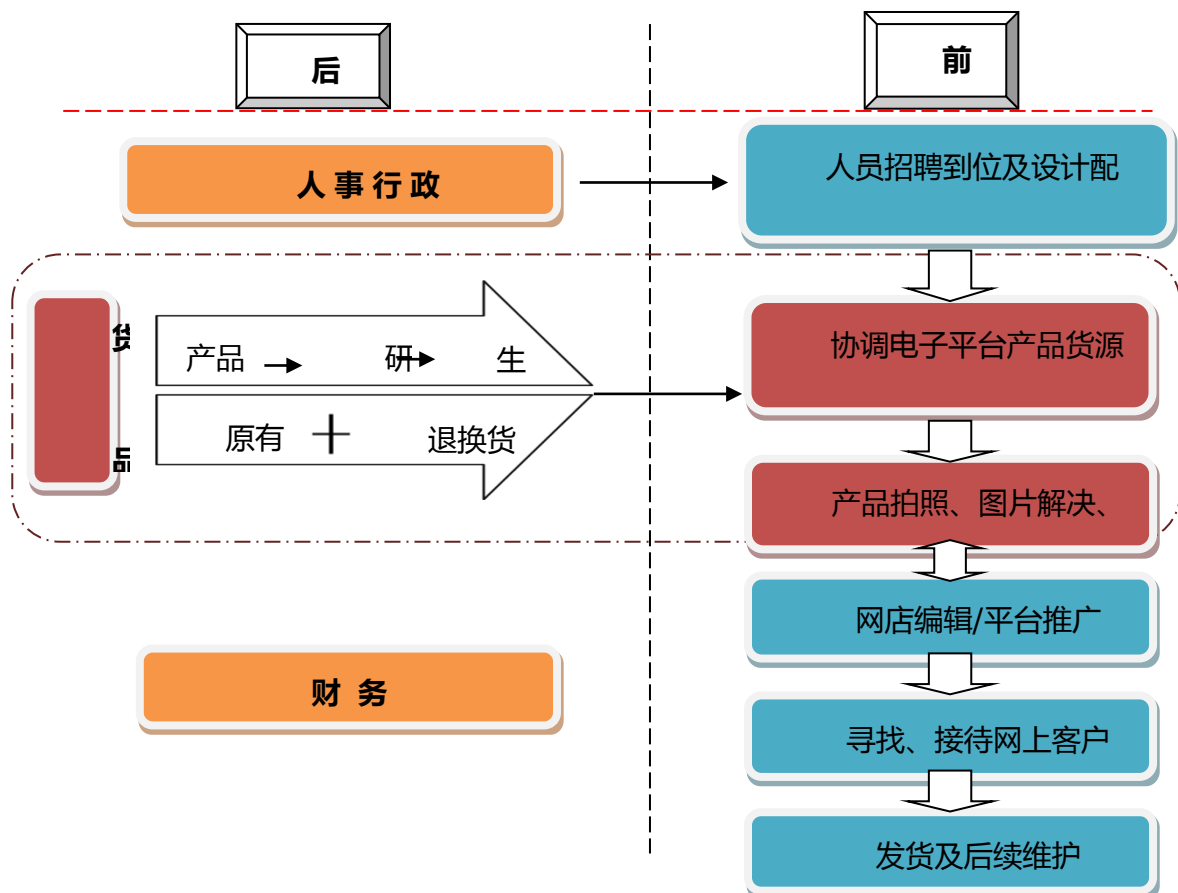 后
前
人事行政
人员招聘到位及设计配
货
品
产品
研
生
原有
退换货
协调电子平台产品货源
产品拍照、图片解决、
网店编辑/平台推广
财 务
寻找、接待网上客户
发货及后续维护